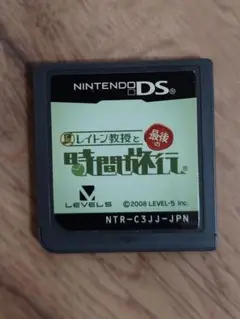 NINTENDO DS
レイトン教授と
最後の
時間旅行
LEVEL5
©2008 LEVEL-5 Inc.
NTR-C3JJ-JPN